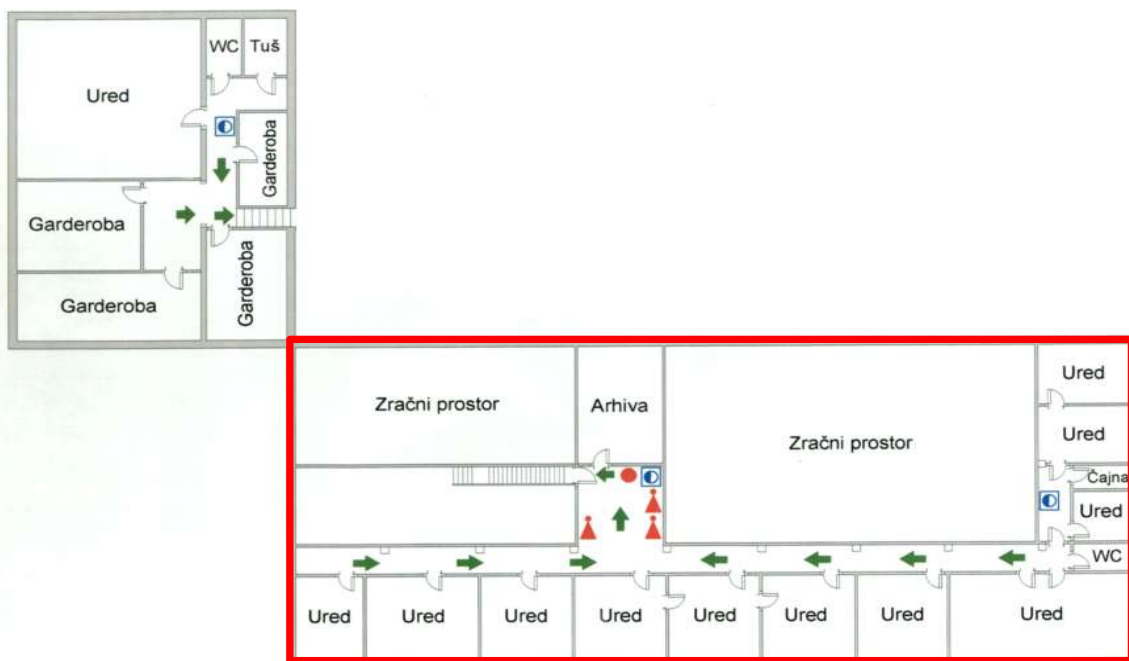 WC
Tuš
Ured
Garderoba
Garderoba
Garderoba
Garderoba
Zračni prostor
Arhiva
Zračni prostor
Ured
Ured
Čajna
Ured
WC
Ured
Ured
Ured
Ured
Ured
Ured
Ured
Ured